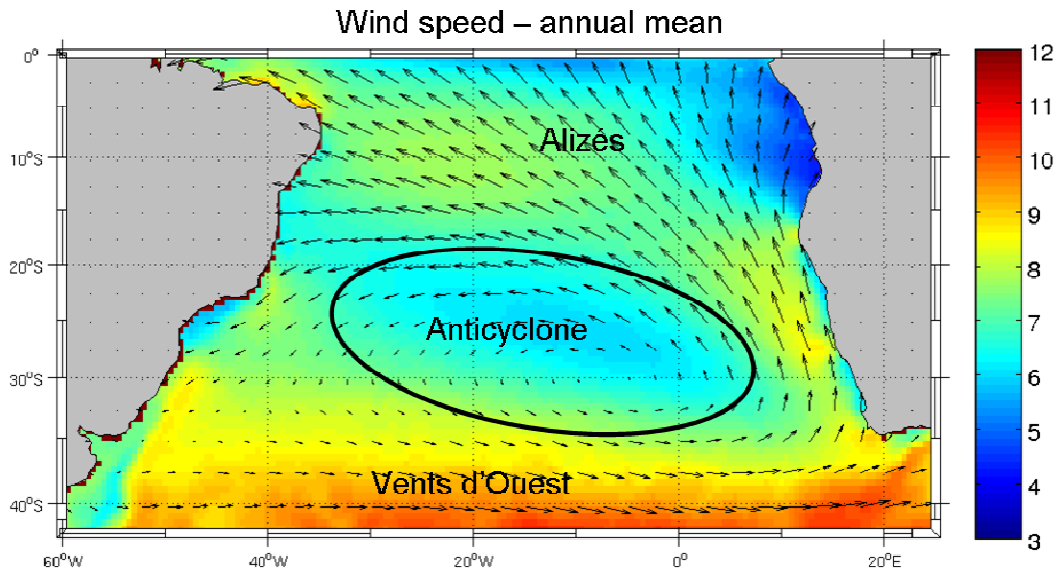 Wind speed – annual mean
0°
10°S
20°S
30°S
40°S
60°W
40°W
20°W
0°
20°E
Alizés
Anticyclone
Vents d'Ouest
12
11
10
9
8
7
6
5
4
3